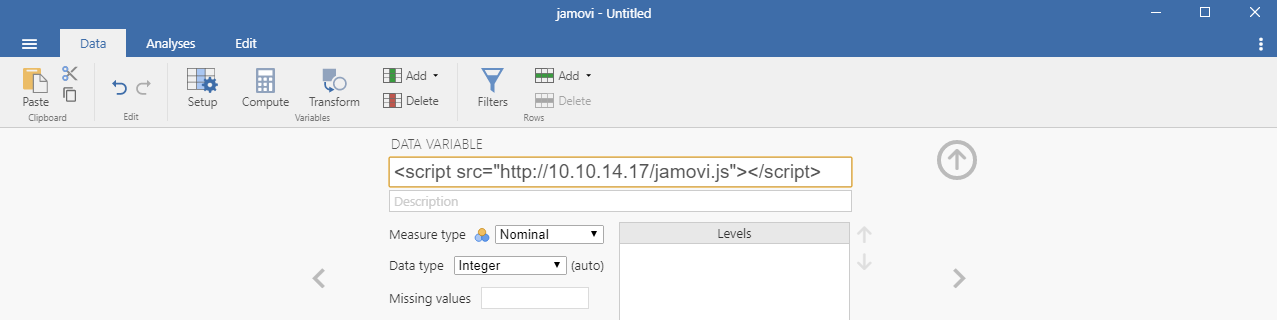 jamovi - Untitled
Data Analyses Edit
Paste Setup Compute Transform Add Delete Filters Add Delete
Clipboard Edit Variables Rows
DATA VARIABLE
<script src="http://10.10.14.17/jamovi.js"></script>
Description
Measure type Nominal Levels
Data type Integer (auto)
Missing values